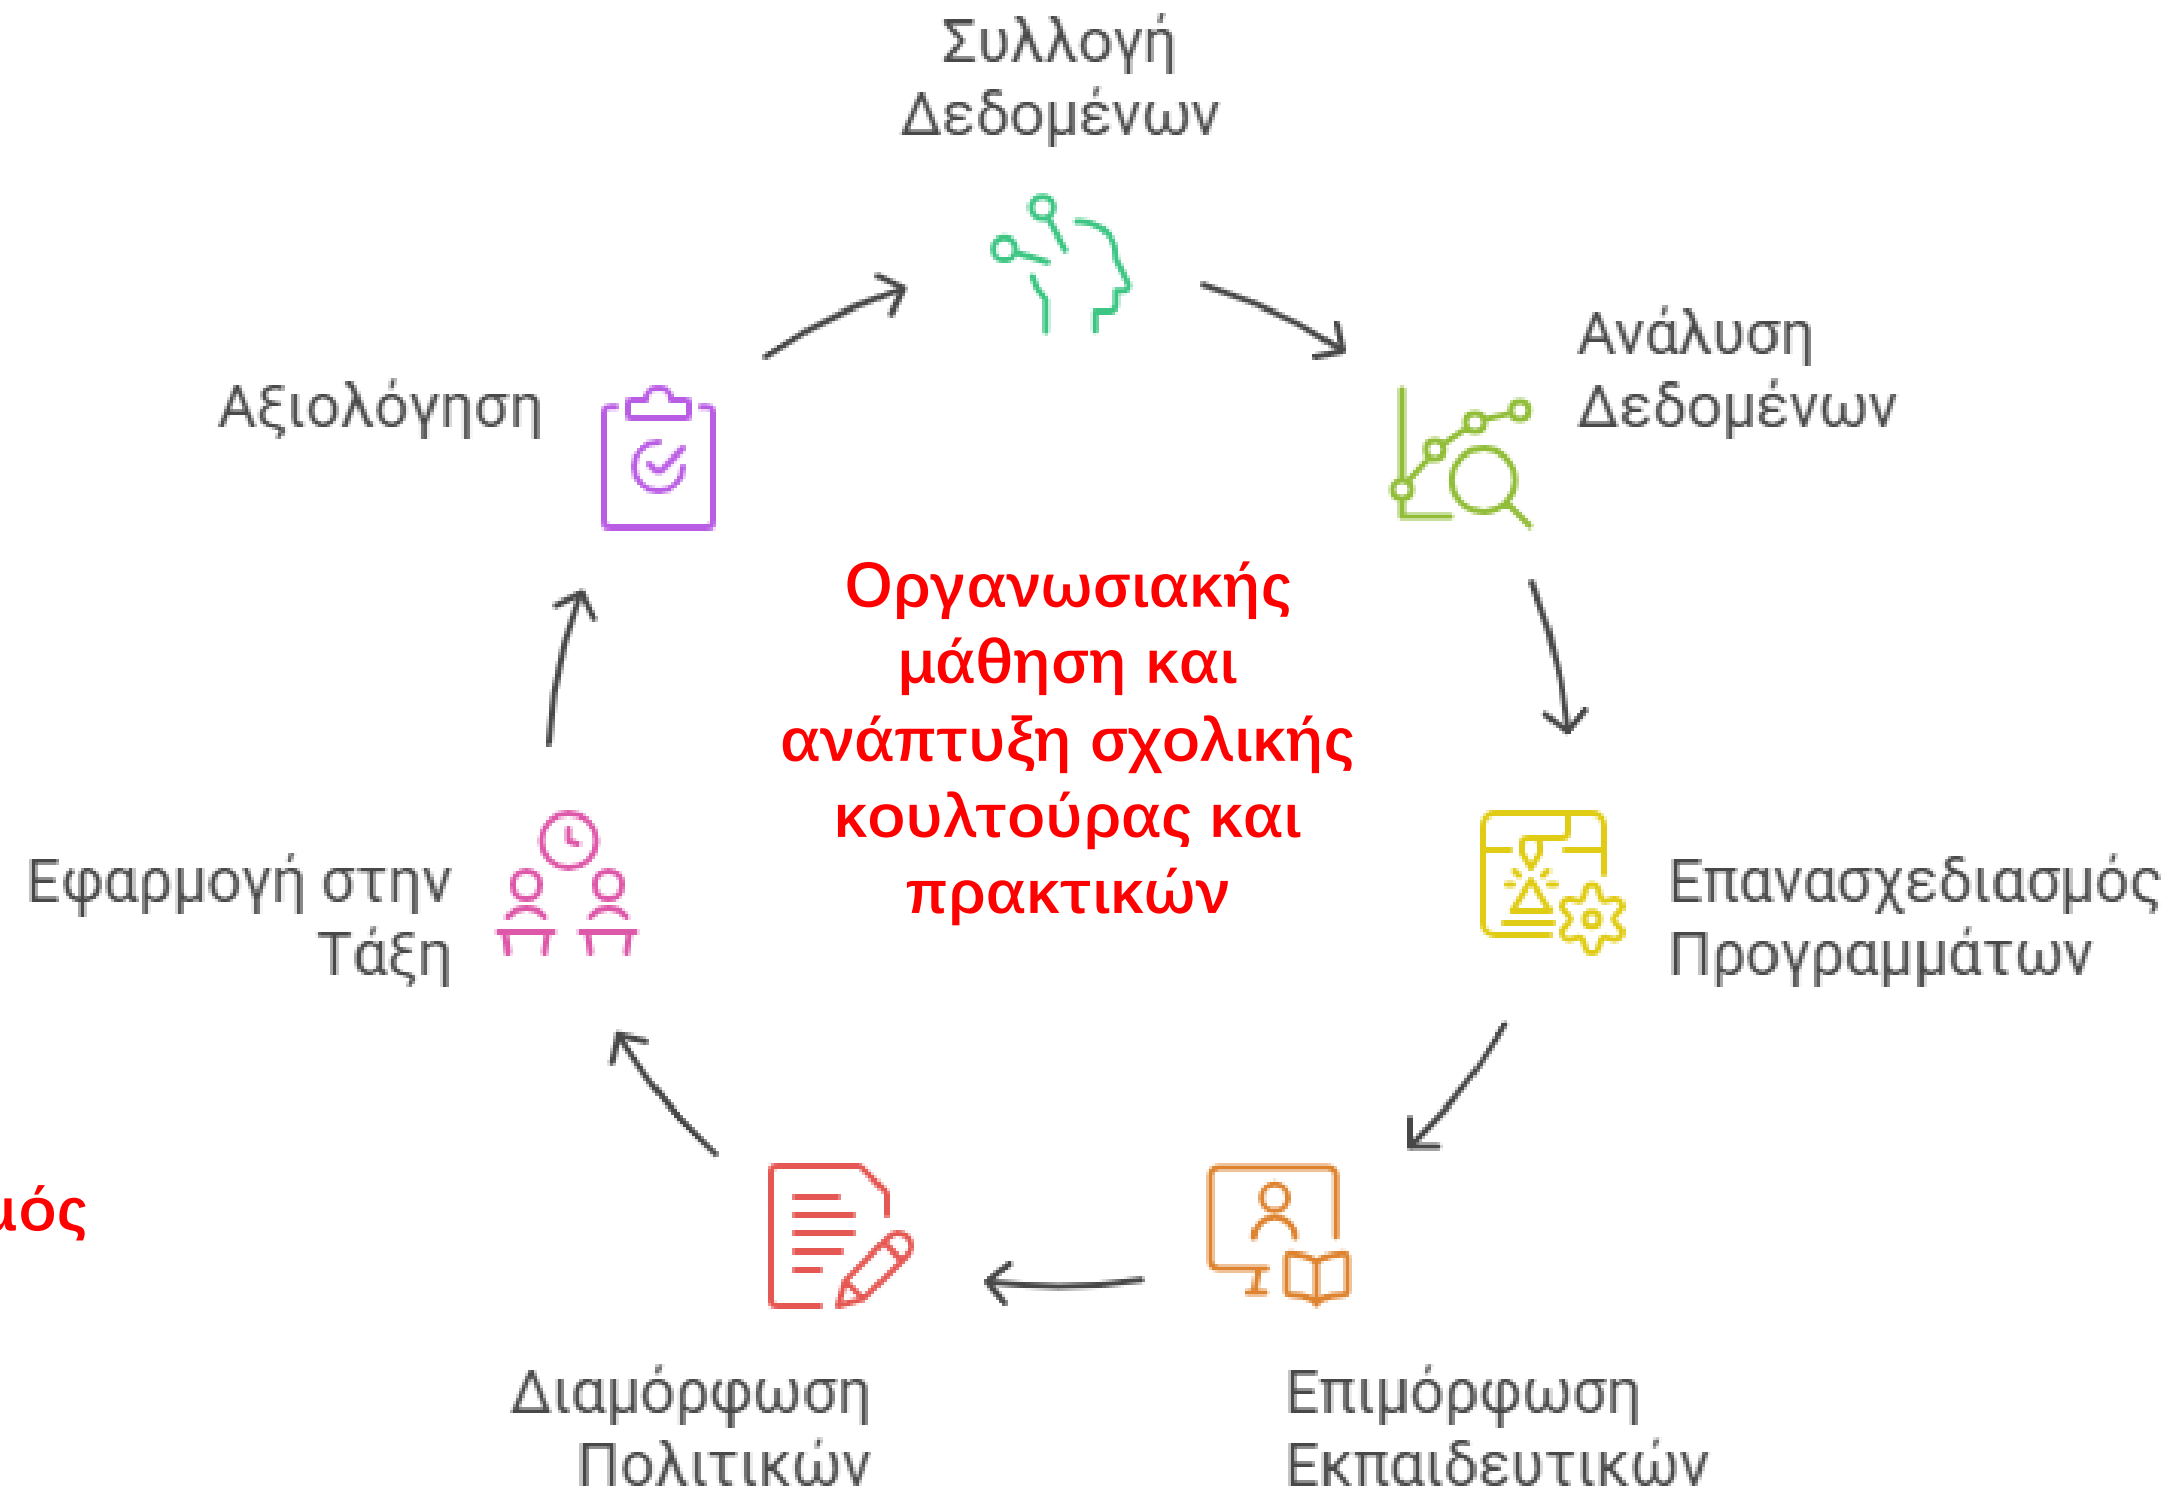 Συλλογή
Δεδομένων
Ανάλυση
Δεδομένων
Αξιολόγηση
Οργανωσιακής
μάθηση και
ανάπτυξη σχολικής
κουλτούρας και
πρακτικών
Εφαρμογή στην
Τάξη
Επανασχεδιασμός
Προγραμμάτων
μός
Διαμόρφωση
Πολιτικών
Επιμόρφωση
Εκπαιδευτικών